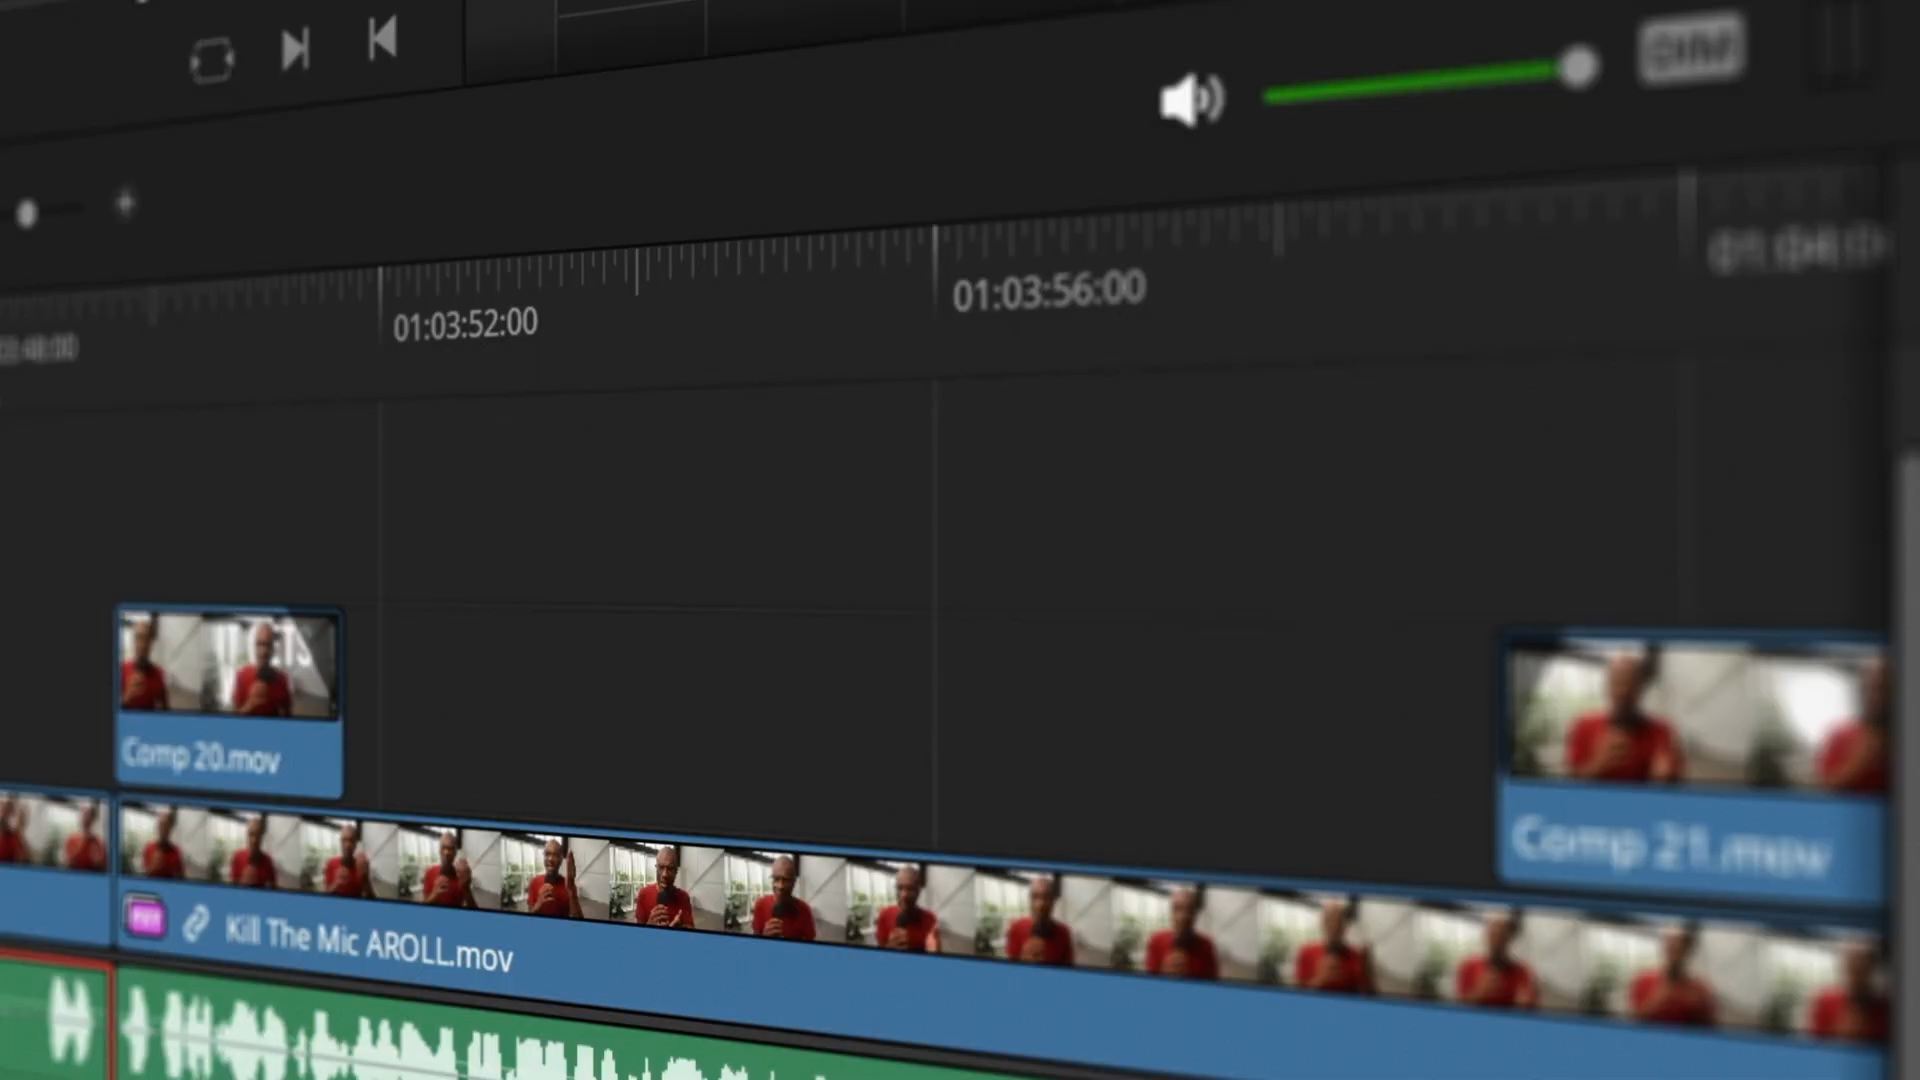 DIM
01:03:52:00
01:03:56:00
Comp 20.mov
Comp 21.mov
Kill The Mic AROLL.mov